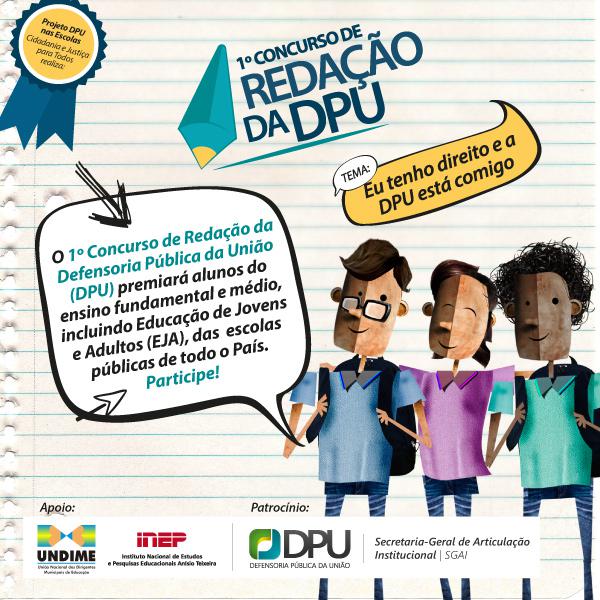 Projeto DPU
nas Escolas
Cidadania e Justiça
para Todos
realiza:
1º CONCURSO DE
REDAÇÃO
DA DPU
TEMA:
Eu tenho direito e a
DPU está comigo
O 1º Concurso de Redação da
Defensoria Pública da União
(DPU) premiará alunos do
ensino fundamental e médio,
incluindo Educação de Jovens
e Adultos (EJA), das escolas
públicas de todo o País.
Participe!
Apoio:
UNDIME
União Nacional dos Dirigentes
Municipais de Educação
INEP
Instituto Nacional de Estudos
e Pesquisas Educacionais Anísio Teixeira
Patrocínio:
DPU
DEFENSORIA PÚBLICA DA UNIÃO
Secretaria-Geral de Articulação
Institucional | SGAI